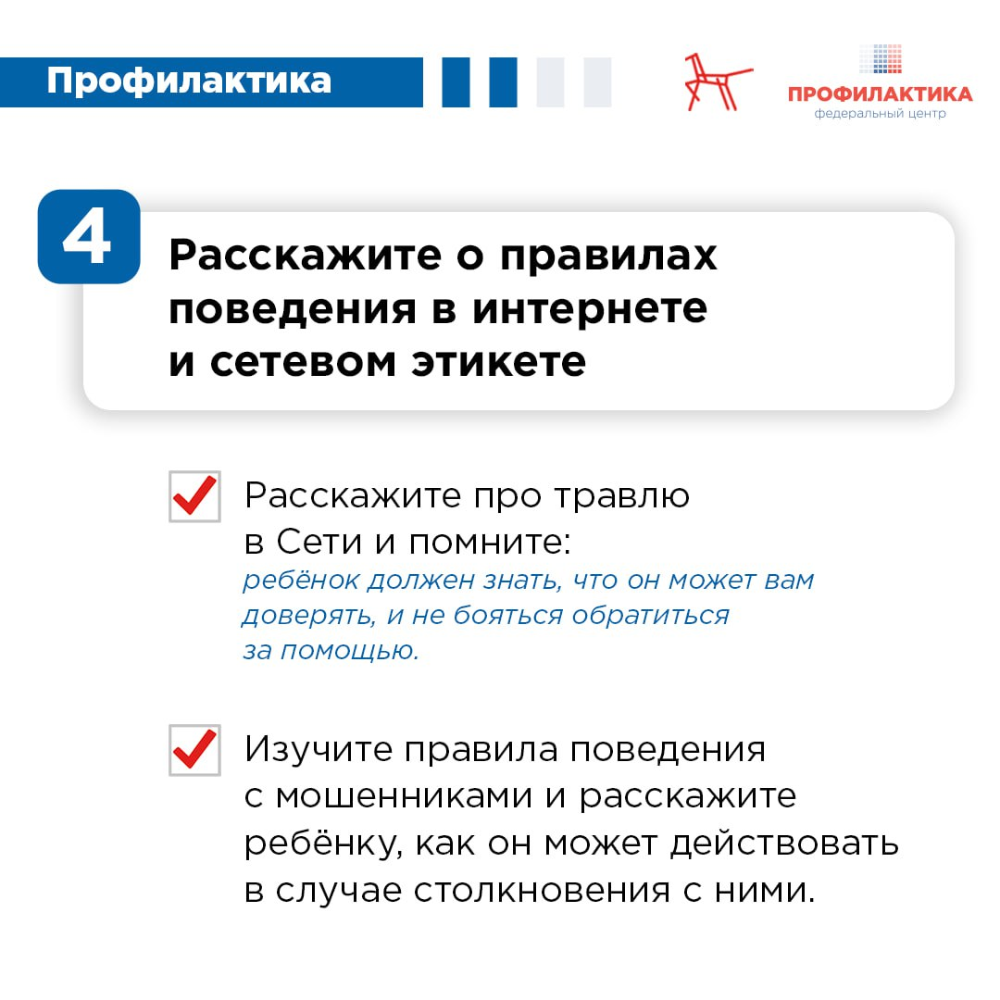 Профилактика
ПРОФИЛАКТИКА
федеральный центр
4
Расскажите о правилах
поведения в интернете
и сетевом этикете
Расскажите про травлю
в Сети и помните:
ребёнок должен знать, что он может вам
доверять, и не бояться обратиться
за помощью.
Изучите правила поведения
с мошенниками и расскажите
ребёнку, как он может действовать
в случае столкновения с ними.